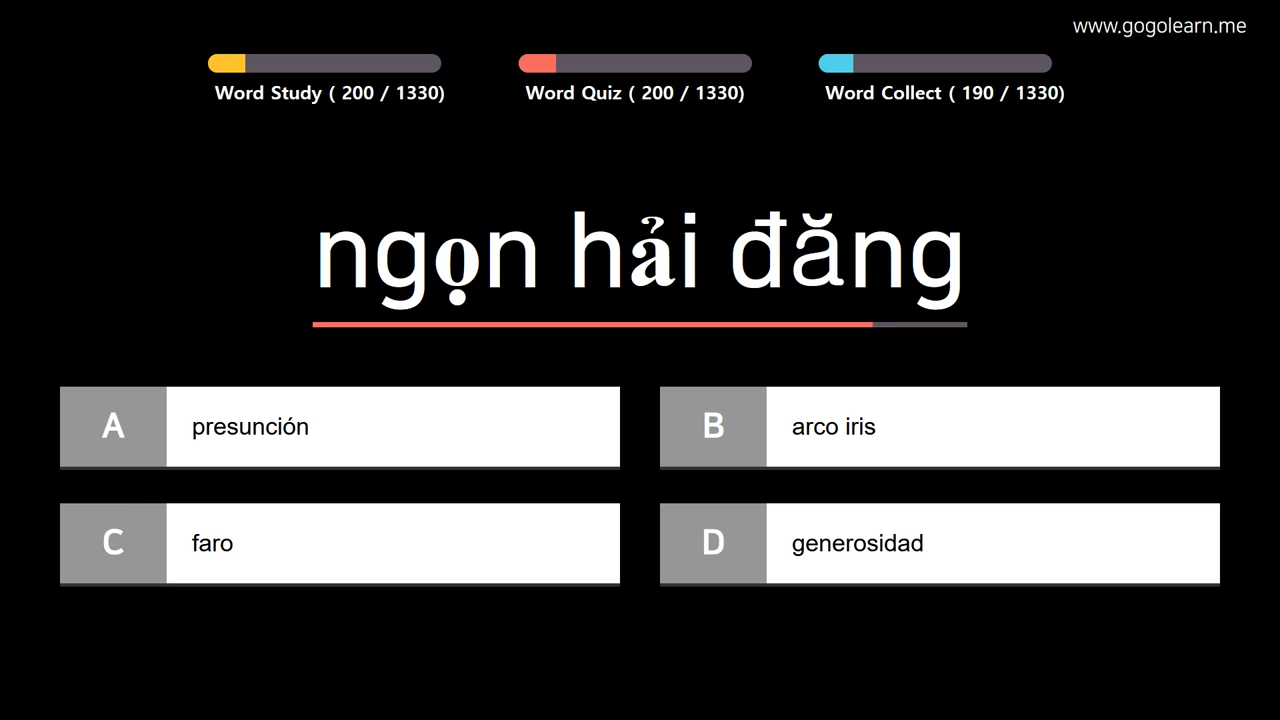 www.gogolearn.me
Word Study ( 200 / 1330)
Word Quiz ( 200 / 1330)
Word Collect ( 190 / 1330)
ngọn hải đăng
A presunción
B arco iris
C faro
D generosidad